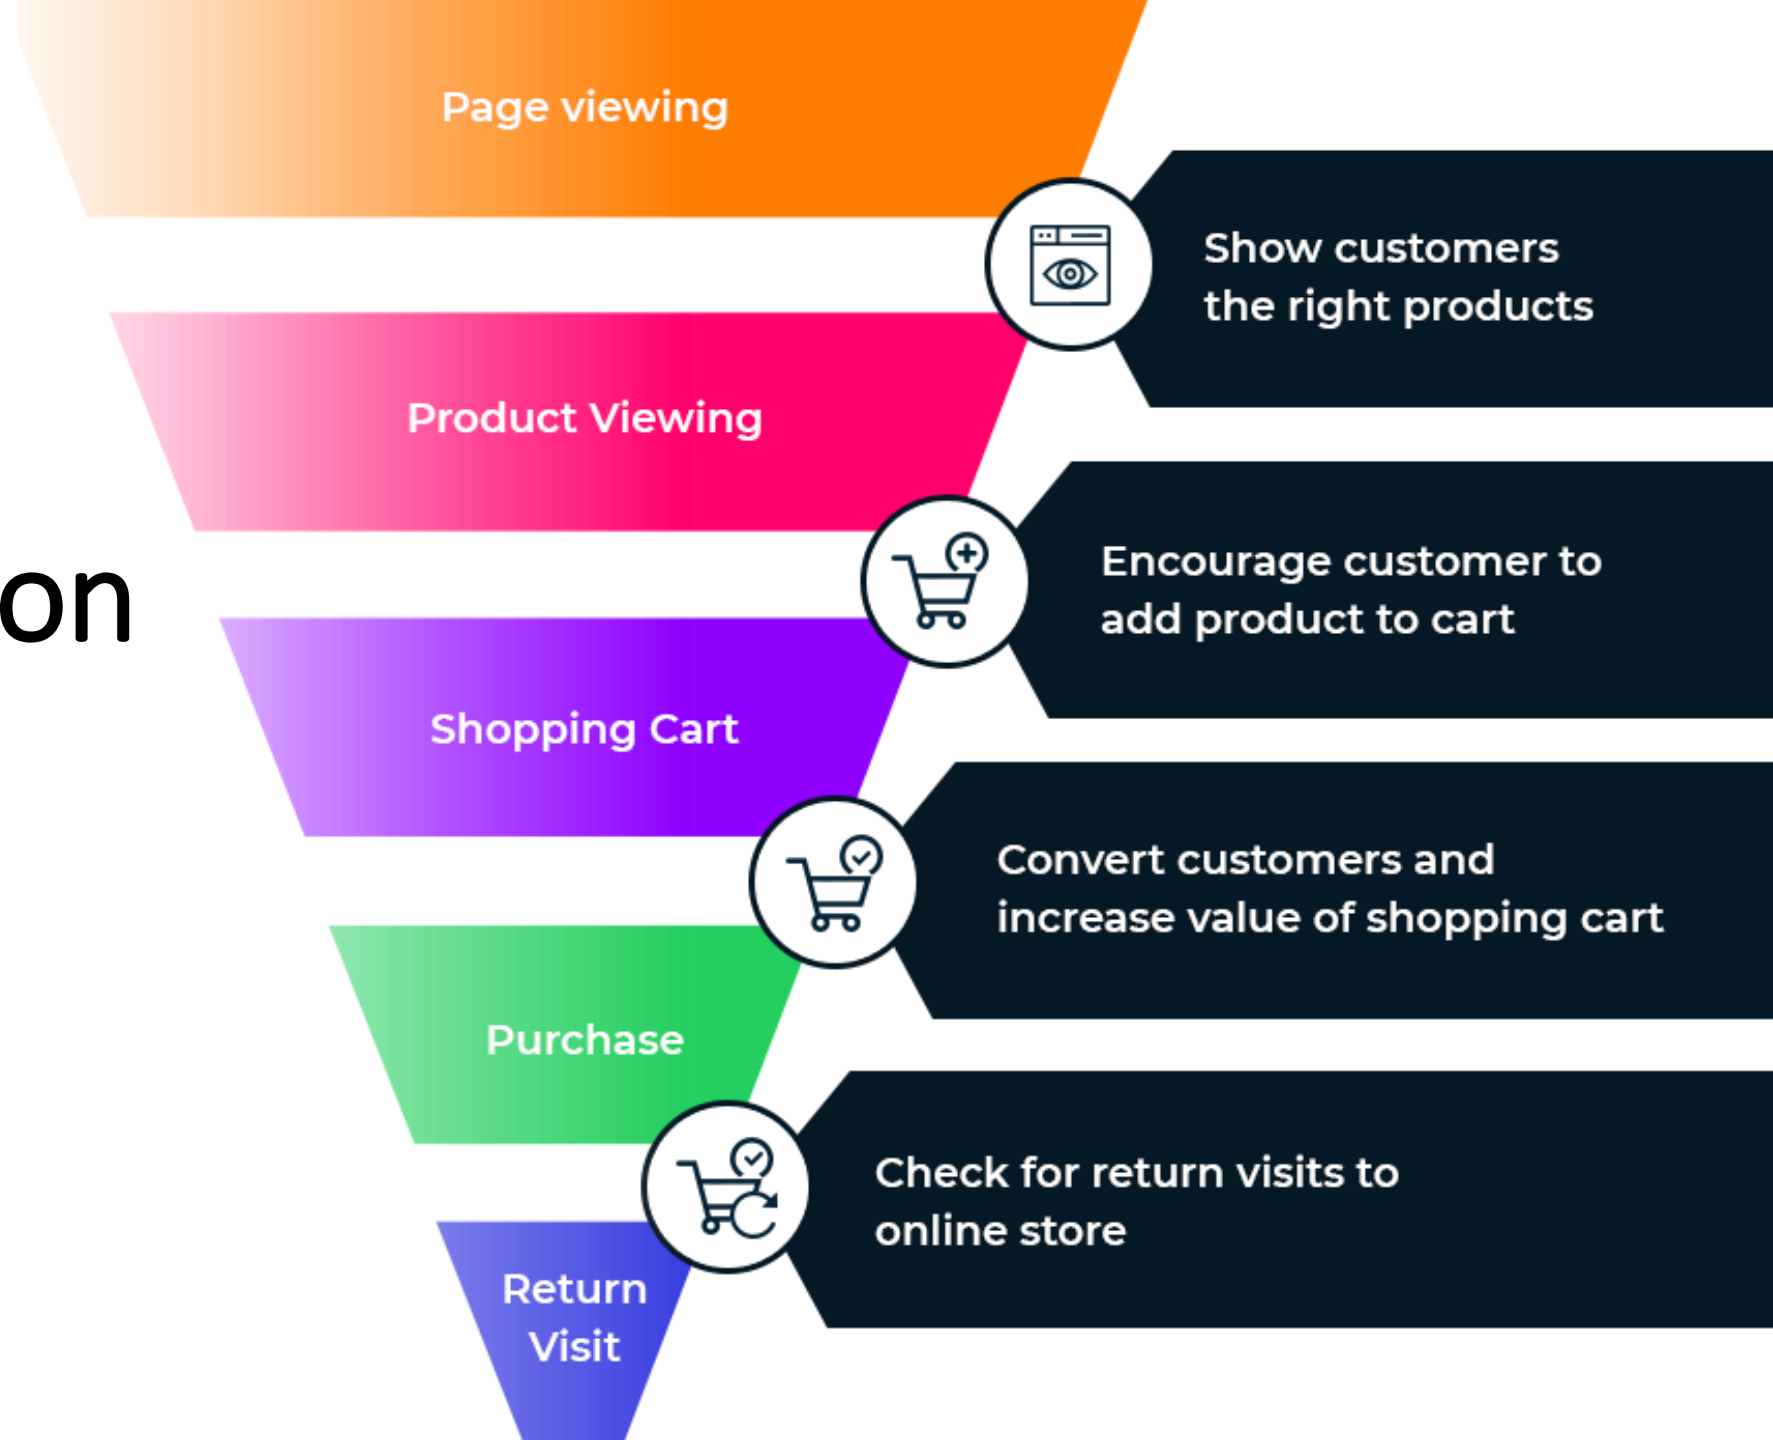 Page viewing
Show customers
the right products
Product Viewing
Encourage customer to
add product to cart
on
Shopping Cart
Convert customers and
increase value of shopping cart
Purchase
Check for return visits to
online store
Return
Visit